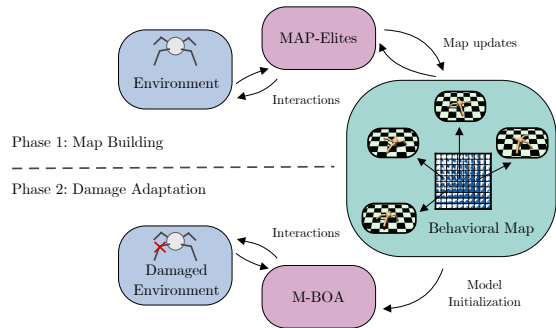 MAP-Elites
Environment
Map updates
Interactions
Phase 1: Map Building
Phase 2: Damage Adaptation
Behavioral Map
Interactions
Damaged
Environment
M-BOA
Model
Initialization